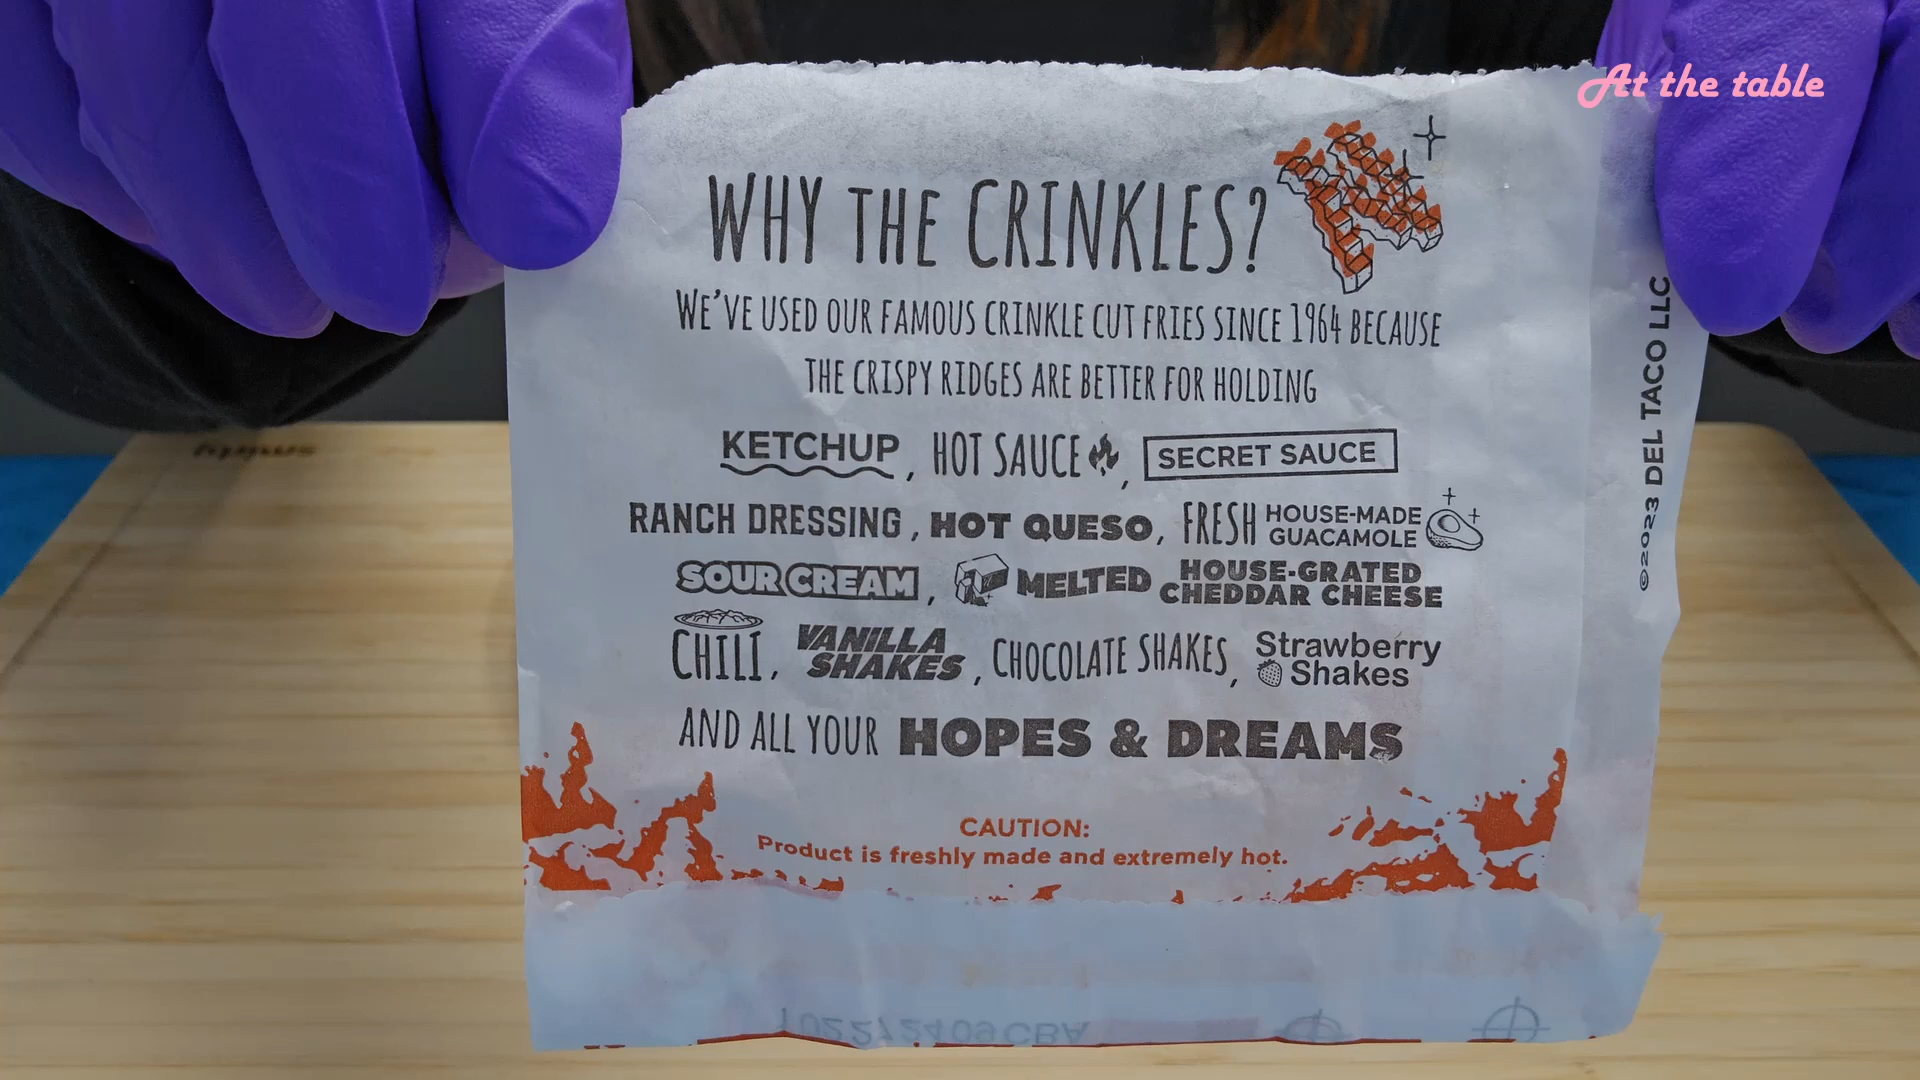 At the table
WHY THE CRINKLES?
WE'VE USED OUR FAMOUS CRINKLE CUT FRIES SINCE 1964 BECAUSE
THE CRISPY RIDGES ARE BETTER FOR HOLDING
KETCHUP, HOT SAUCE, SECRET SAUCE
RANCH DRESSING, HOT QUESO, FRESH HOUSE-MADE GUACAMOLE
SOUR CREAM, MELTED HOUSE-GRATED CHEDDAR CHEESE
CHILI, VANILLA SHAKES, CHOCOLATE SHAKES, Strawberry Shakes
AND ALL YOUR HOPES & DREAMS
CAUTION:
Product is freshly made and extremely hot.
©2023 DEL TACO LLC